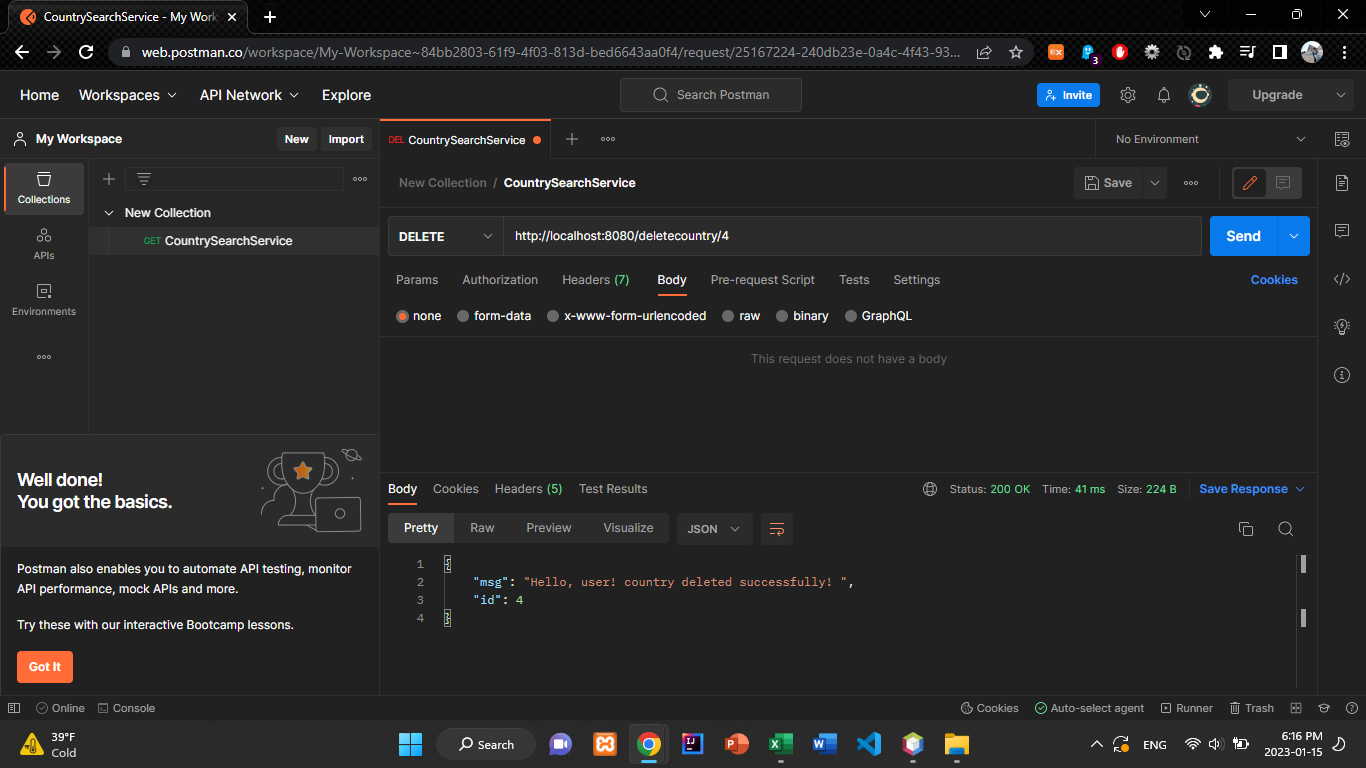 CountrySearchService - My Work
web.postman.co/workspace/My-Workspace~84bb2803-61f9-4f03-813d-bed6643aa0f4/request/25167224-240db23e-0a4c-4f43-93...
3
Home Workspaces API Network Explore Search Postman Invite Upgrade
My Workspace New Import DEL CountrySearchService No Environment
New Collection / CountrySearchService Save
Collections
New Collection
GET CountrySearchService
APIs
Environments
DELETE http://localhost:8080/deletecountry/4 Send
Params Authorization Headers (7) Body Pre-request Script Tests Settings Cookies
none form-data x-www-form-urlencoded raw binary GraphQL
This request does not have a body
Well done!
You got the basics.
Postman also enables you to automate API testing, monitor
API performance, mock APIs and more.
Try these with our interactive Bootcamp lessons.
Got It
Body Cookies Headers (5) Test Results Status: 200 OK Time: 41 ms Size: 224 B Save Response
Pretty Raw Preview Visualize JSON
1 {
2 "msg": "Hello, user! country deleted successfully! ",
3 "id": 4
4 }
Online Console Cookies Auto-select agent Runner Trash
39°F
Cold
Search
ENG
6:16 PM
2023-01-15